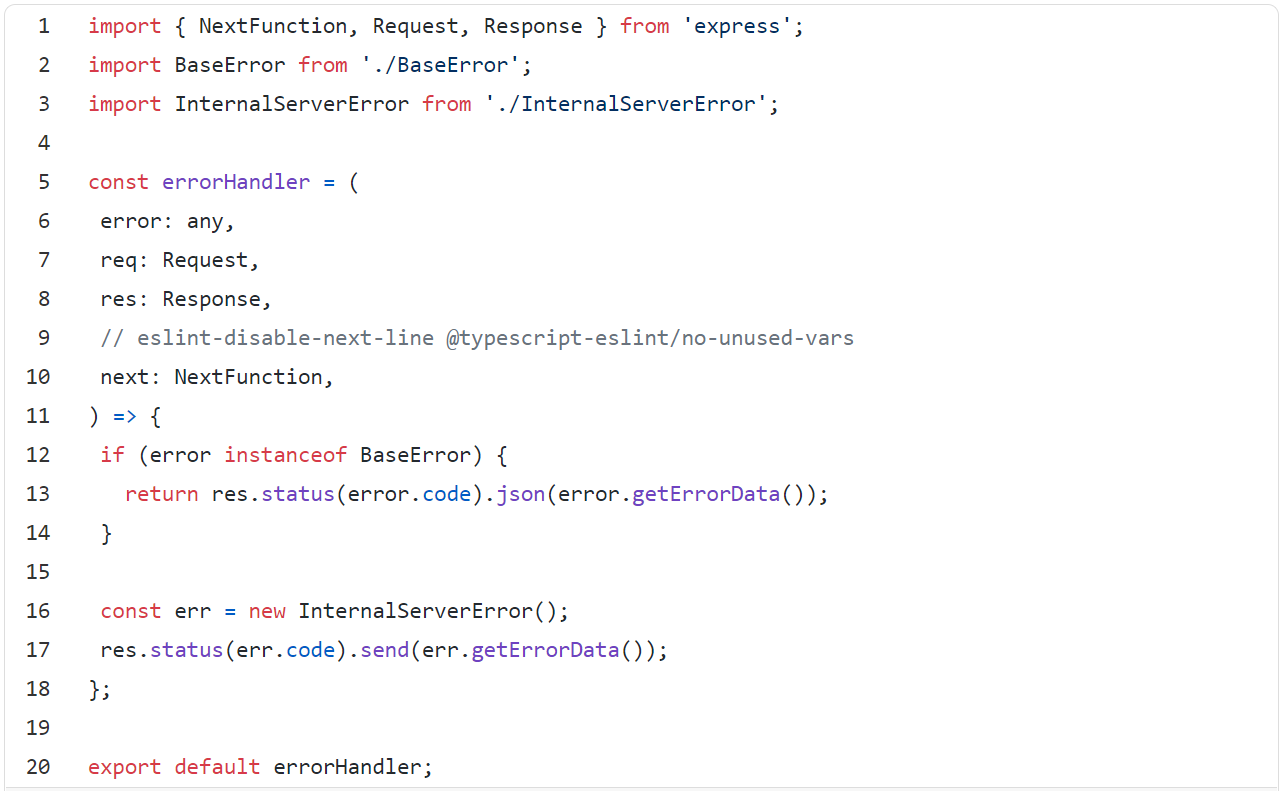 1 import { NextFunction, Request, Response } from 'express';
2 import BaseError from './BaseError';
3 import InternalServerError from './InternalServerError';
4
5 const errorHandler = (
6  error: any,
7  req: Request,
8  res: Response,
9  // eslint-disable-next-line @typescript-eslint/no-unused-vars
10  next: NextFunction,
11 ) => {
12  if (error instanceof BaseError) {
13    return res.status(error.code).json(error.getErrorData());
14  }
15
16  const err = new InternalServerError();
17  res.status(err.code).send(err.getErrorData());
18 };
19
20 export default errorHandler;